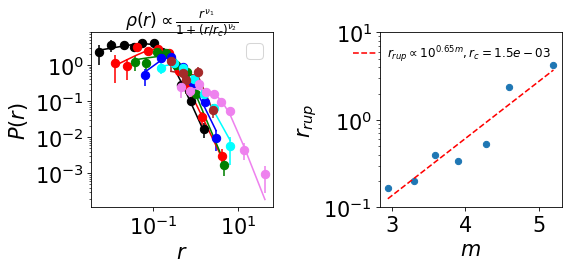 ρ(r) ∝ r^ν₁ / 1 + (r/r_c)^ν₂
P(r)
10⁰
10⁻¹
10⁻²
10⁻³
10⁻¹
10¹
r
r_rup ∝ 10^0.65m, r_c = 1.5e − 03
r_rup
10¹
10⁰
10⁻¹
3
4
5
m